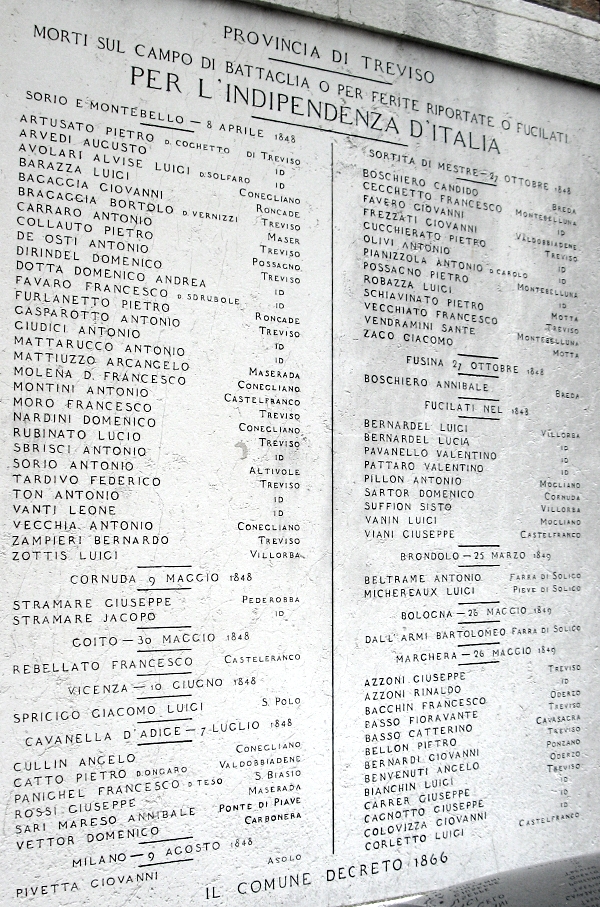 PROVINCIA DI TREVISO
MORTI SUL CAMPO DI BATTAGLIA O PER FERITE RIPORTATE O FUCILATI
PER L'INDIPENDENZA D'ITALIA
SORIO E MONTEBELLO – 8 APRILE 1848
ARTUSATO PIETRO D. COCHETTO DI TREVISO
ARVEDI AUGUSTO ID
AVOLARI ALVISE LUIGI D. SOLFARO ID
BARAZZA LUIGI CONEGLIANO
BAGAGGIA GIOVANNI RONCADE
BRAGAGGIA BORTOLO D. VERNIZZI TREVISO
CARRARO ANTONIO MASER
COLLAUTO PIETRO TREVISO
DE OSTI ANTONIO POSSAGNO
DIRINDEL DOMENICO TREVISO
DOTTA DOMENICO ANDREA ID
FAVARO FRANCESCO D. SDRUBOLE ID
FURLANETTO PIETRO RONCADE
GASPAROTTO ANTONIO TREVISO
GIUDICI ANTONIO ID
MATTARUCCO ANTONIO ID
MATTIUZZO ARCANGELO MASERADA
MOLENA D. FRANCESCO CONEGLIANO
MONTINI ANTONIO CASTELFRANCO
MORO FRANCESCO TREVISO
NARDINI DOMENICO CONEGLIANO
RUBINATO LUCIO TREVISO
SBRISCI ANTONIO ID
SORIO ANTONIO ALTIVOLE
TARDIVO FEDERICO TREVISO
TON ANTONIO ID
VANTI LEONE ID
VECCHIA ANTONIO CONEGLIANO
ZAMPIERI BERNARDO TREVISO
ZOTTIS LUIGI VILLORBA
CORNUDA 9 MAGGIO 1848
STRAMARE GIUSEPPE PEDEROBBA
STRAMARE JACOPO ID
GOITO – 30 MAGGIO 1848
REBELLATO FRANCESCO CASTELFRANCO
VICENZA – 10 GIUGNO 1848
SPRICIGO GIACOMO LUIGI S. POLO
CAVANELLA D'ADIGE – 7 LUGLIO 1848
CULLIN ANGELO CONEGLIANO
CATTO PIETRO D. ONGARO VALDOBBIADENE
PANIGHEL FRANCESCO D. TESO S. BIASIO
ROSSI GIUSEPPE MASERADA
SARI MARESO ANNIBALE PONTE DI PIAVE
VETTOR DOMENICO CARBONERA
MILANO – 9 AGOSTO 1848
PIVETTA GIOVANNI ASOLO
SORTITA DI MESTRE – 27 OTTOBRE 1848
BOSCHIERO CANDIDO BREDA
CECCHETTO FRANCESCO MONTEBELLUNA
FAVERO GIOVANNI ID
FREZZATI GIOVANNI VALDOBBIADENE
CUCCHIERATO PIETRO TREVISO
OLIVI ANTONIO ID
PIANIZZOLA ANTONIO D. CAROLO ID
POSSAGNO PIETRO MONTEBELLUNA
ROBAZZA LUIGI ID
SCHIAVINATO PIETRO MOTTA
VECCHIATO FRANCESCO TREVISO
VENDRAMINI SANTE MONTEBELLUNA
ZACO GIACOMO MOTTA
FUSINA 27 OTTOBRE 1848
BOSCHIERO ANNIBALE BREDA
FUCILATI NEL 1848
BERNARDEL LUIGI VILLORBA
BERNARDEL LUCIA ID
PAVANELLO VALENTINO ID
PATTARO VALENTINO ID
PILLON ANTONIO MOGLIANO
SARTOR DOMENICO CORNUDA
SUFFION SISTO VILLORBA
VANIN LUIGI MOGLIANO
VIANI GIUSEPPE CASTELFRANCO
BRONDOLO – 25 MARZO 1849
BELTRAME ANTONIO FARRA DI SOLIGO
MICHEREAUX LUIGI PIEVE DI SOLIGO
BOLOGNA – 28 MAGGIO 1849
DALL'ARMI BARTOLOMEO FARRA DI SOLIGO
MARGHERA – 26 MAGGIO 1849
AZZONI GIUSEPPE TREVISO
AZZONI RINALDO ID
BACCHIN FRANCESCO ODERZO
BASSO FIORAVANTE TREVISO
BASSO CATTERINO CAVASAGRA
BELLON PIETRO TREVISO
BERNARDI GIOVANNI PONZANO
BENVENUTI ANGELO ODERZO
BIANCHIN LUIGI TREVISO
CARRER GIUSEPPE ID
CAGNOTTO GIUSEPPE ID
COLOVIZZA GIOVANNI ID
CORLETTO LUIGI CASTELFRANCO
IL COMUNE DECRETO 1866